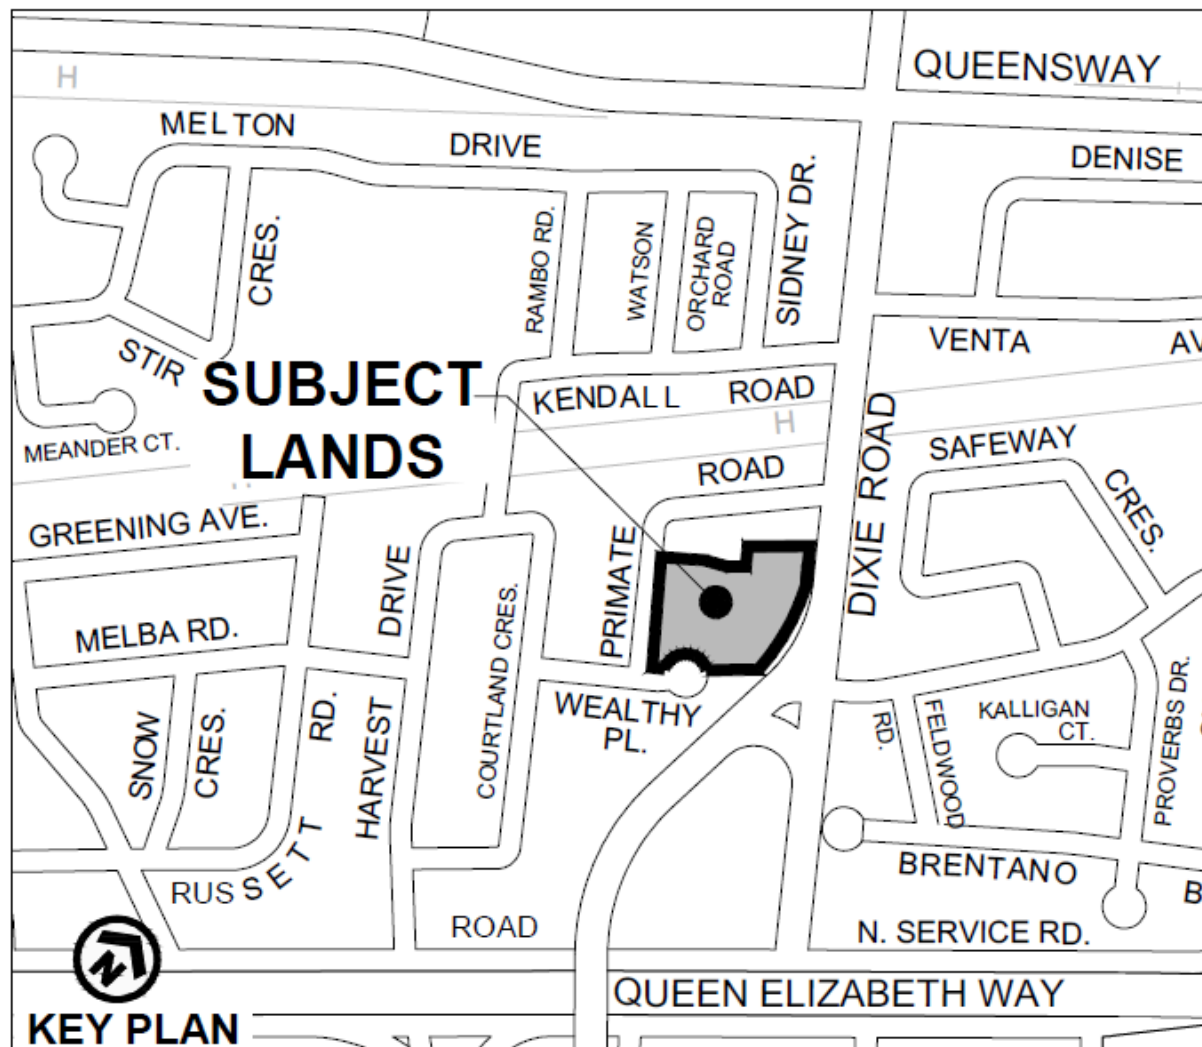 QUEENSWAY
H
MELTON
DRIVE
DENISE
CRES.
RAMBO RD.
WATSON
ORCHARD
ROAD
SIDNEY DR.
STIR
VENTA
AV
SUBJECT
LANDS
KENDALL
ROAD
H
MEANDER CT.
ROAD
DIXIE ROAD
SAFEWAY
CRES.
GREENING AVE.
DRIVE
PRIMATE
COURTLAND CRES.
MELBA RD.
WEALTHY
PL.
SNOW
CRES.
RD.
HARVEST
RD.
FELDWOOD
KALLIGAN
CT.
PROVERBS DR.
RUSSETT
BRENTANO
B
ROAD
N. SERVICE RD.
N
QUEEN ELIZABETH WAY
KEY PLAN